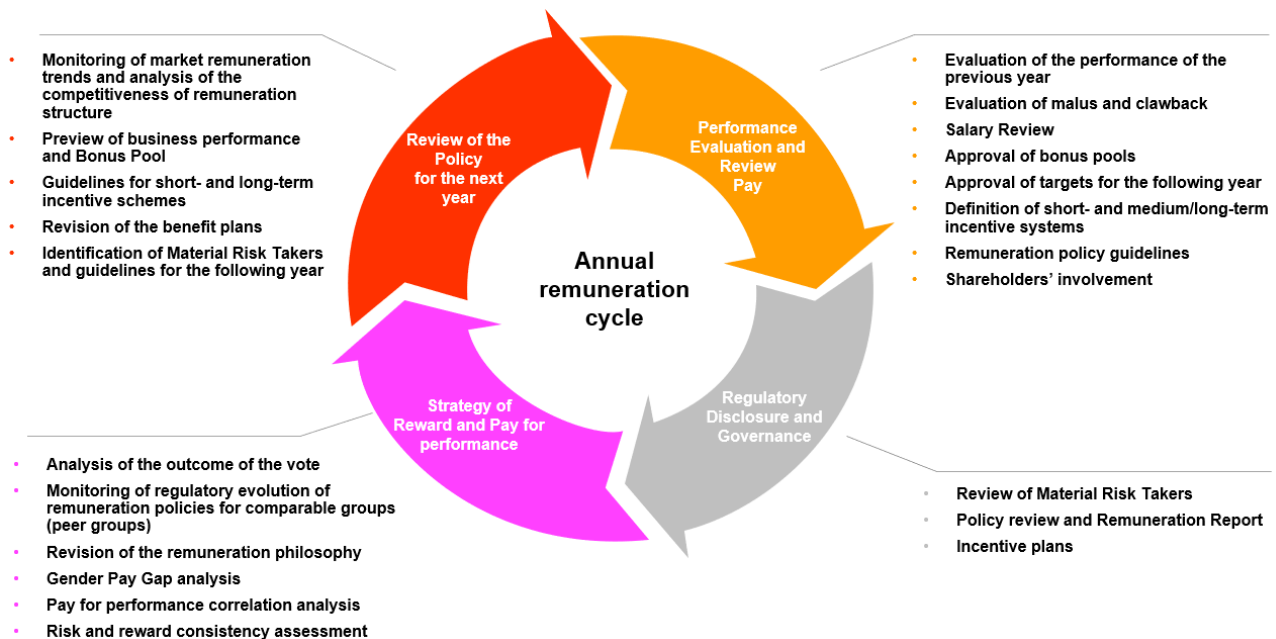 Monitoring of market remuneration
trends and analysis of the
competitiveness of remuneration
structure
Preview of business performance
and Bonus Pool
Guidelines for short- and long-term
incentive schemes
Revision of the benefit plans
Identification of Material Risk Takers
and guidelines for the following year
Review of the
Policy
for the next
year
Performance
Evaluation and
Review
Pay
Evaluation of the performance of the
previous year
Evaluation of malus and clawback
Salary Review
Approval of bonus pools
Approval of targets for the following year
Definition of short- and medium/long-term
incentive systems
Remuneration policy guidelines
Shareholders’ involvement
Annual
remuneration
cycle
Strategy of
Reward and Pay for
performance
Regulatory
Disclosure and
Governance
Analysis of the outcome of the vote
Monitoring of regulatory evolution of
remuneration policies for comparable groups
(peer groups)
Revision of the remuneration philosophy
Gender Pay Gap analysis
Pay for performance correlation analysis
Risk and reward consistency assessment
Review of Material Risk Takers
Policy review and Remuneration Report
Incentive plans